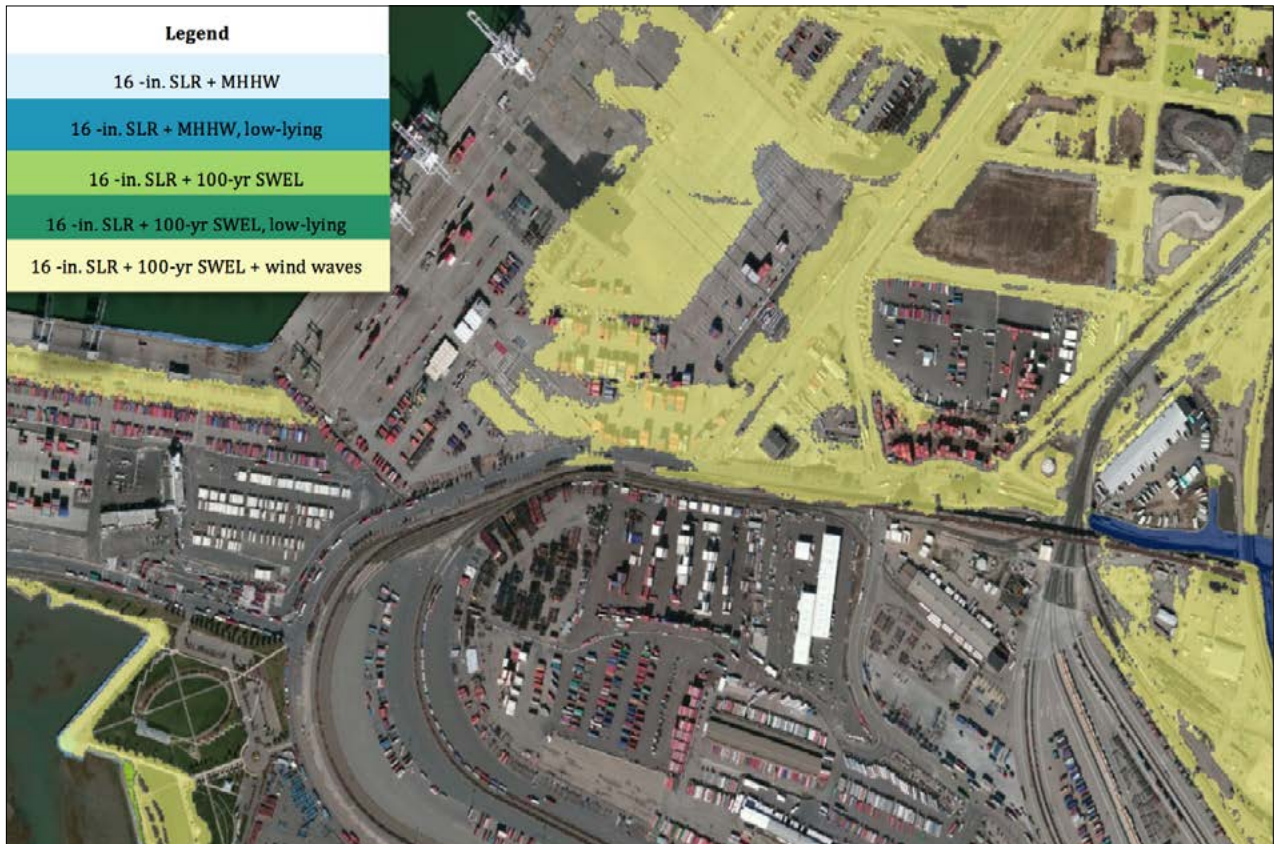 Legend
16 -in. SLR + MHHW
16 -in. SLR + MHHW, low-lying
16 -in. SLR + 100-yr SWEL
16 -in. SLR + 100-yr SWEL, low-lying
16 -in. SLR + 100-yr SWEL + wind waves